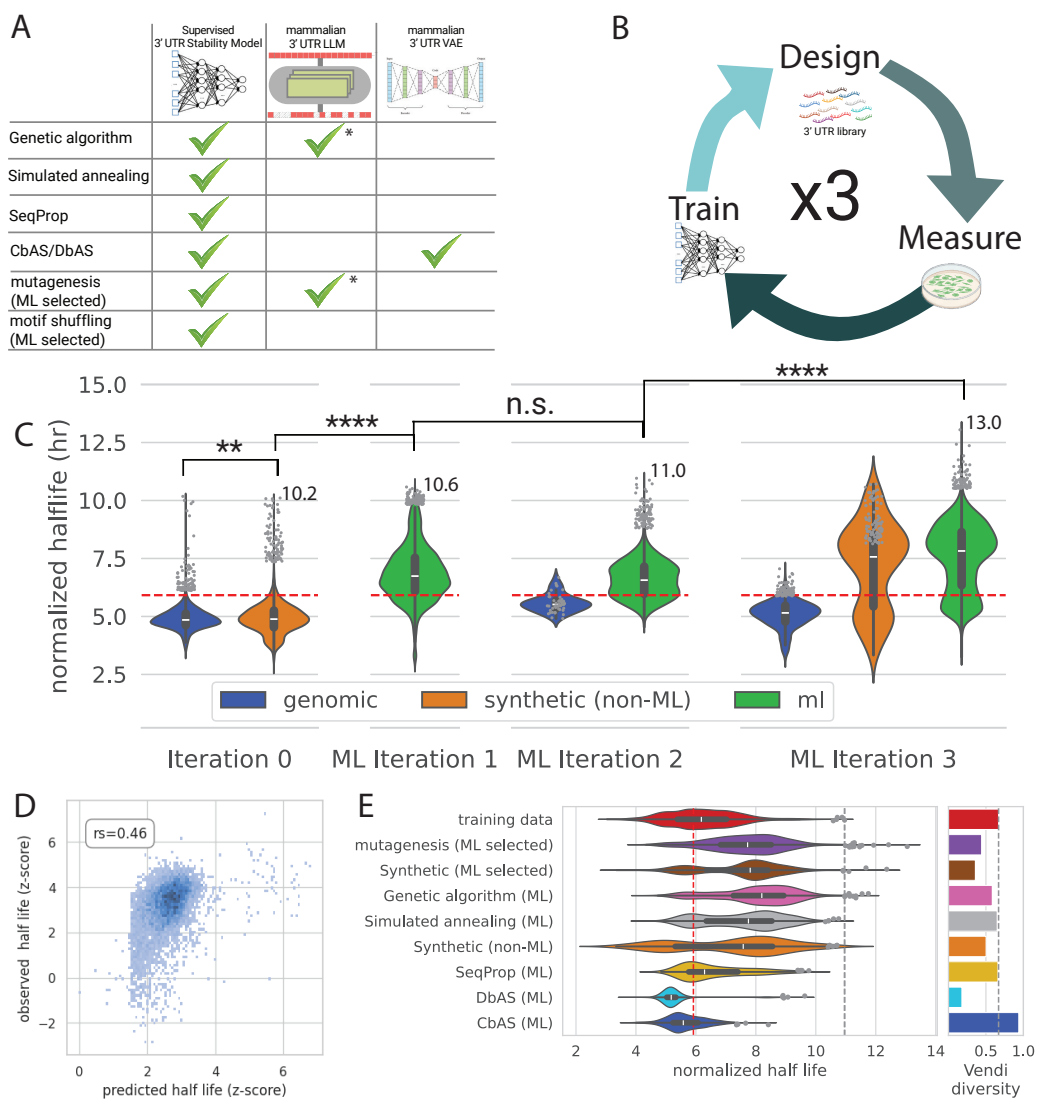 A
Supervised
3' UTR Stability Model
mammalian
3' UTR LLM
mammalian
3' UTR VAE
Genetic algorithm
*
Simulated annealing
SeqProp
CbAS/DbAS
mutagenesis
(ML selected)
*
motif shuffling
(ML selected)
B
Design
3' UTR library
x3
Train
Measure
C
normalized halflife (hr)
15.0
12.5
10.0
7.5
5.0
2.5
**
****
n.s.
****
10.2
10.6
11.0
13.0
genomic
synthetic (non-ML)
ml
Iteration 0
ML Iteration 1
ML Iteration 2
ML Iteration 3
D
rs=0.46
observed half life (z-score)
6
4
2
0
−2
0
2
4
6
predicted half life (z-score)
E
training data
mutagenesis (ML selected)
Synthetic (ML selected)
Genetic algorithm (ML)
Simulated annealing (ML)
Synthetic (non-ML)
SeqProp (ML)
DbAS (ML)
CbAS (ML)
2
4
6
8
10
12
14
normalized half life
0.5
1.0
Vendi
diversity